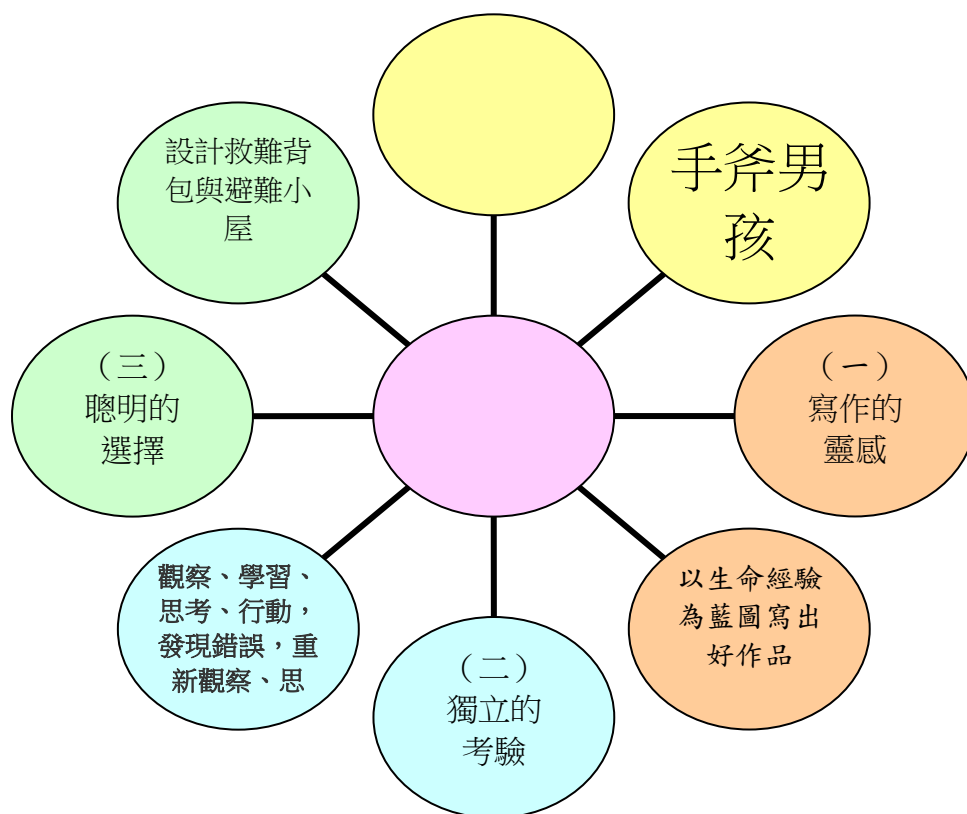 手斧男
孩
（一）
寫作的
靈感
以生命經驗
為藍圖寫出
好作品
（二）
獨立的
考驗
觀察、學習、
思考、行動，
發現錯誤，重
新觀察、思
（三）
聰明的
選擇
設計救難背
包與避難小
屋